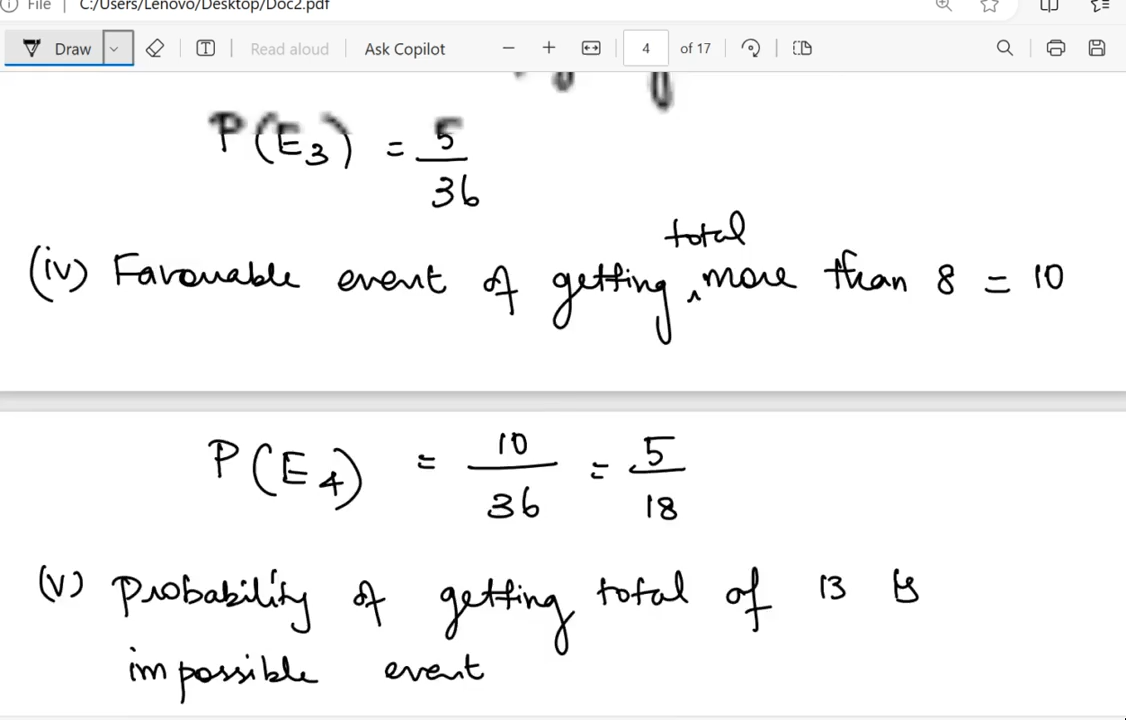 File | C:/Users/Lenovo/Desktop/Doc2.pdf
Draw | Read aloud | Ask Copilot 4 of 17
P(E3) = 5/36
total
(iv) Favouable event of getting ‸ more than 8 = 10
P(E4) = 10/36 = 5/18
(v) Probability of getting total of 13 is
impossible event